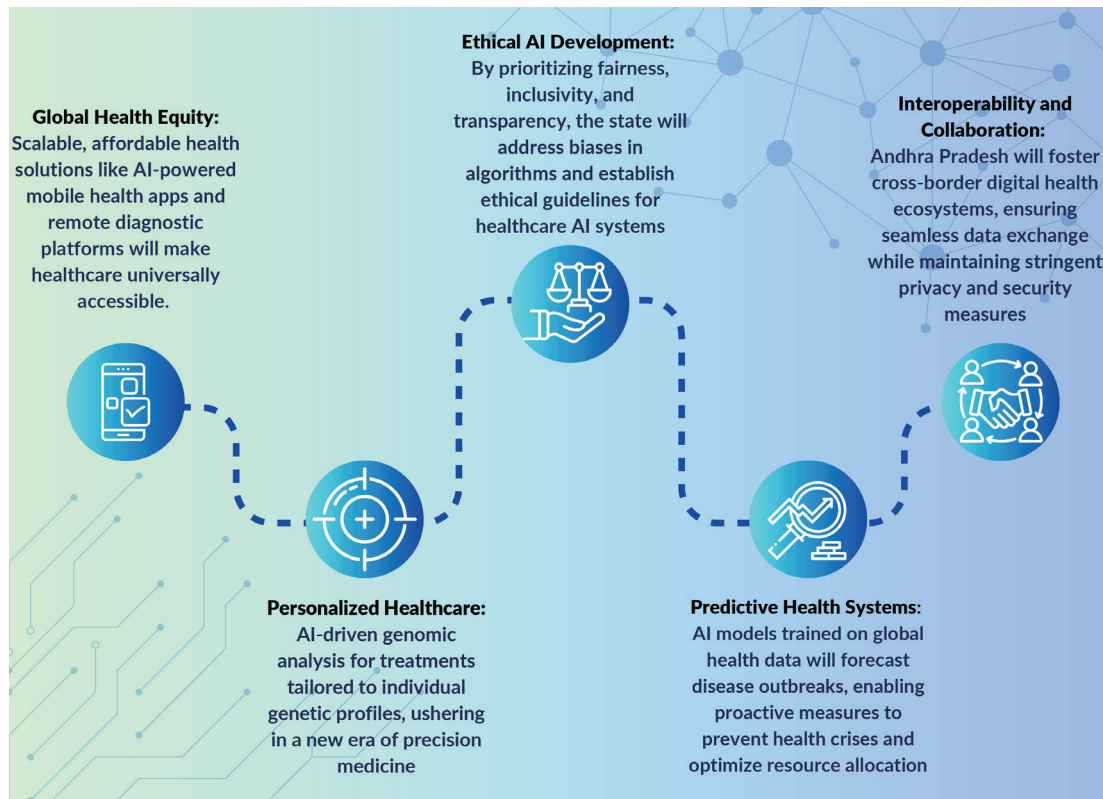 Global Health Equity:
Scalable, affordable health
solutions like AI-powered
mobile health apps and
remote diagnostic
platforms will make
healthcare universally
accessible.
Personalized Healthcare:
AI-driven genomic
analysis for treatments
tailored to individual
genetic profiles, ushering
in a new era of precision
medicine
Ethical AI Development:
By prioritizing fairness,
inclusivity, and
transparency, the state will
address biases in
algorithms and establish
ethical guidelines for
healthcare AI systems
Predictive Health Systems:
AI models trained on global
health data will forecast
disease outbreaks, enabling
proactive measures to
prevent health crises and
optimize resource allocation
Interoperability and
Collaboration:
Andhra Pradesh will foster
cross-border digital health
ecosystems, ensuring
seamless data exchange
while maintaining stringent
privacy and security
measures